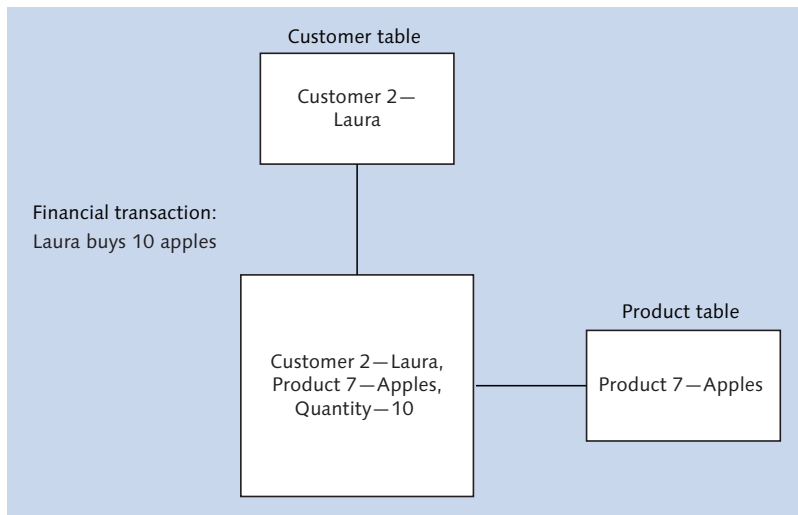 Customer table
Customer 2—
Laura
Financial transaction:
Laura buys 10 apples
Customer 2—Laura,
Product 7—Apples,
Quantity—10
Product table
Product 7—Apples